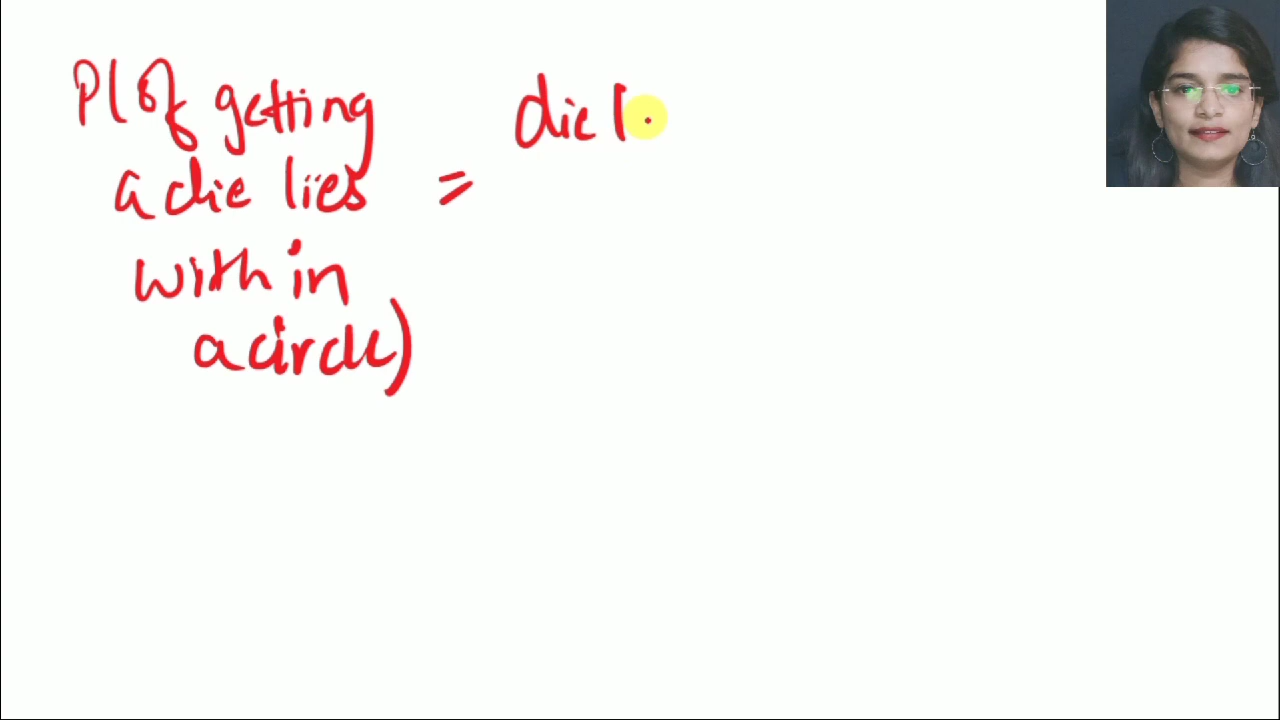 P( of getting
a die lies = die l
with in
a circle)